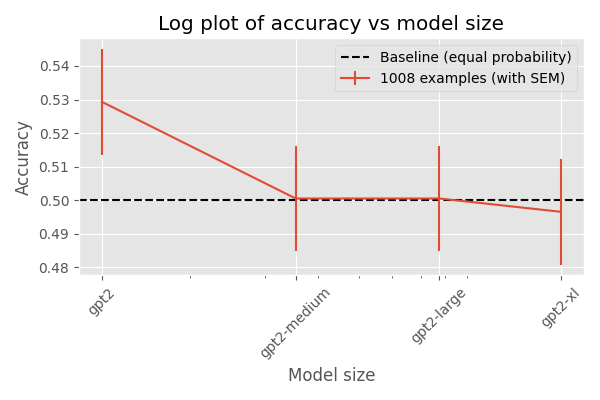 Log plot of accuracy vs model size
Baseline (equal probability)
1008 examples (with SEM)
Accuracy
0.54
0.53
0.52
0.51
0.50
0.49
0.48
gpt2
gpt2-medium
gpt2-large
gpt2-xl
Model size